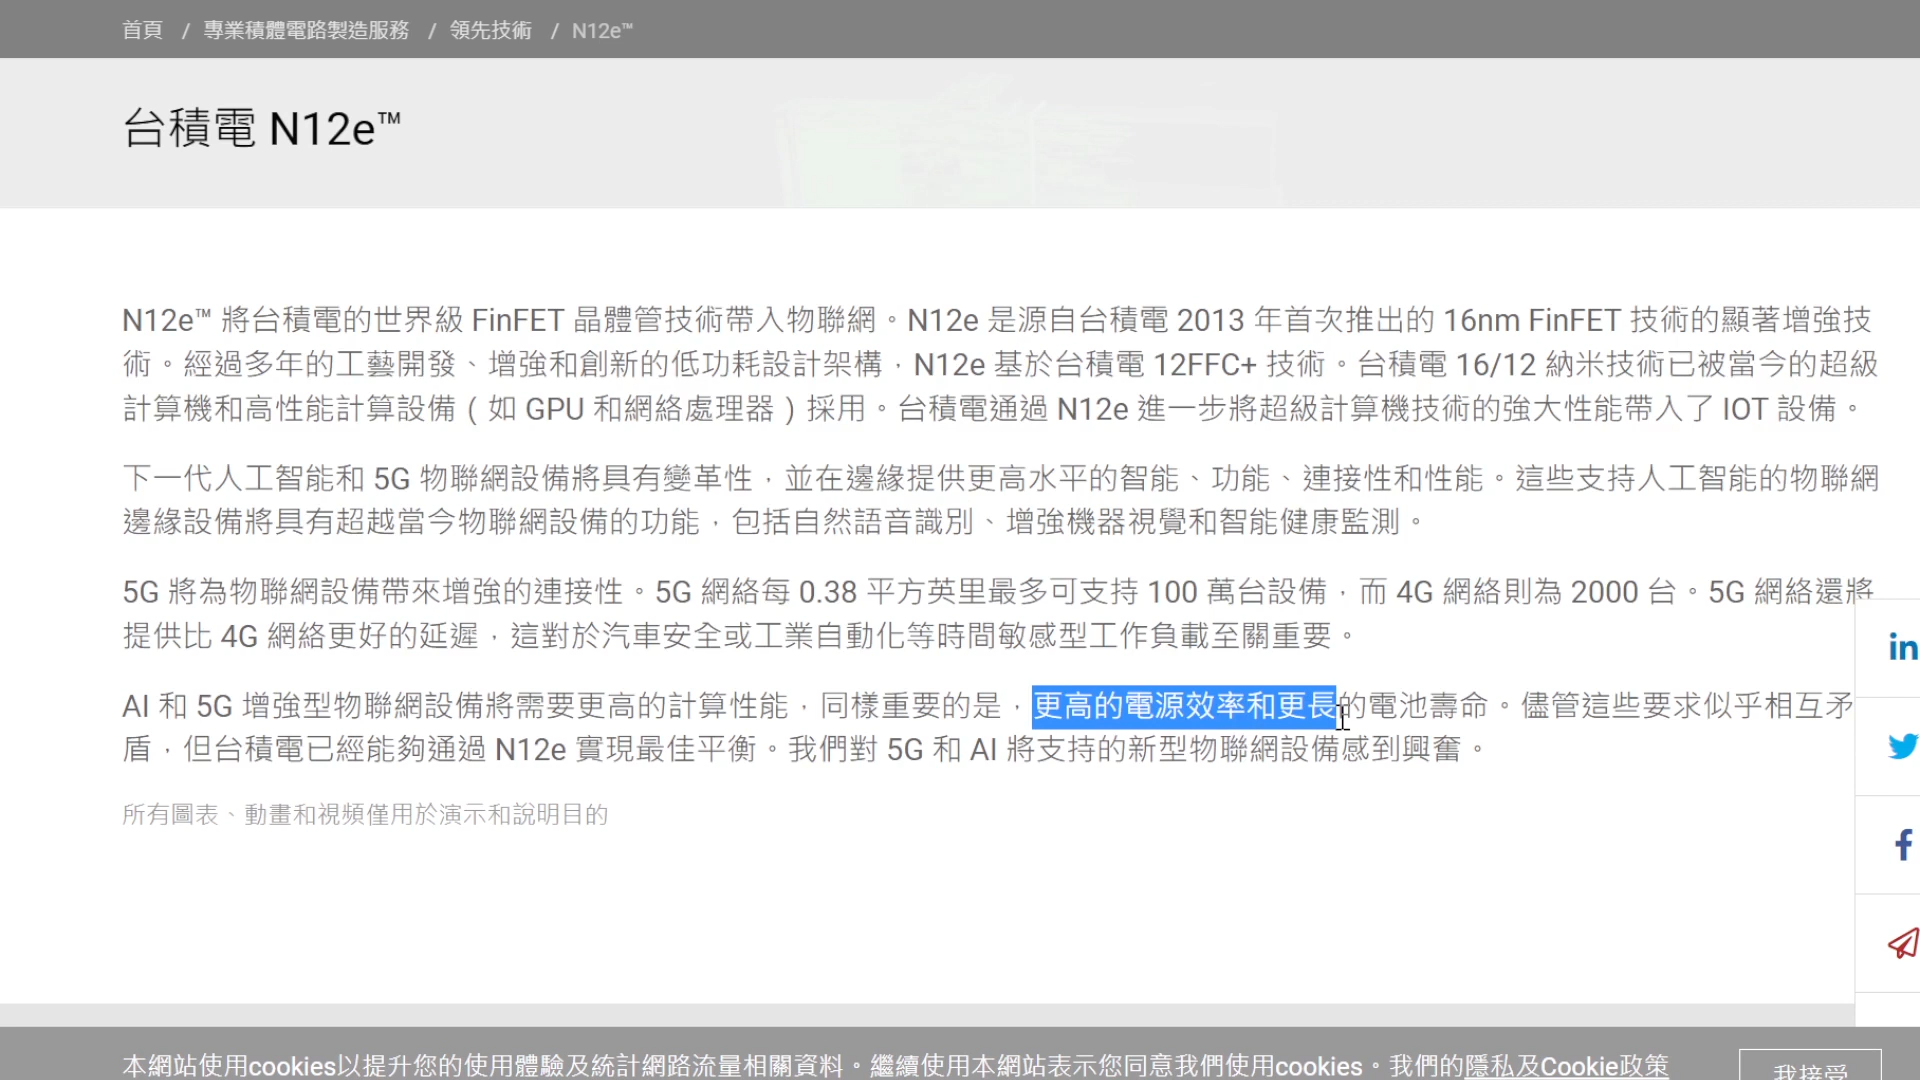 首頁 / 專業積體電路製造服務 / 領先技術 / N12e™
台積電 N12e™
N12e™ 將台積電的世界級 FinFET 晶體管技術帶入物聯網。N12e 是源自台積電 2013 年首次推出的 16nm FinFET 技術的顯著增強技
術。經過多年的工藝開發、增強和創新的低功耗設計架構，N12e 基於台積電 12FFC+ 技術。台積電 16/12 納米技術已被當今的超級
計算機和高性能計算設備（如 GPU 和網絡處理器）採用。台積電通過 N12e 進一步將超級計算機技術的強大性能帶入了 IOT 設備。
下一代人工智能和 5G 物聯網設備將具有變革性，並在邊緣提供更高水平的智能、功能、連接性和性能。這些支持人工智能的物聯網
邊緣設備將具有超越當今物聯網設備的功能，包括自然語音識別、增強機器視覺和智能健康監測。
5G 將為物聯網設備帶來增強的連接性。5G 網絡每 0.38 平方英里最多可支持 100 萬台設備，而 4G 網絡則為 2000 台。5G 網絡還將
提供比 4G 網絡更好的延遲，這對於汽車安全或工業自動化等時間敏感型工作負載至關重要。
AI 和 5G 增強型物聯網設備將需要更高的計算性能，同樣重要的是，更高的電源效率和更長的電池壽命。儘管這些要求似乎相互矛
盾，但台積電已經能夠通過 N12e 實現最佳平衡。我們對 5G 和 AI 將支持的新型物聯網設備感到興奮。
所有圖表、動畫和視頻僅用於演示和說明目的
本網站使用cookies以提升您的使用體驗及統計網路流量相關資料。繼續使用本網站表示您同意我們使用cookies。我們的隱私及Cookie政策
我接受